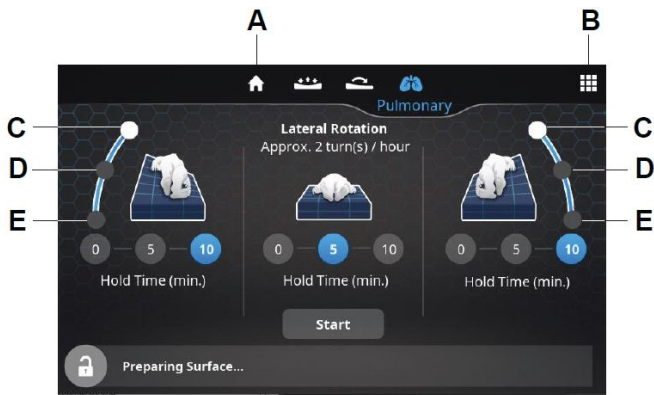 A B
Pulmonary
Lateral Rotation
Approx. 2 turn(s) / hour
C C
D D
E E
0 5 10 0 5 10 0 5 10
Hold Time (min.) Hold Time (min.) Hold Time (min.)
Start
Preparing Surface...